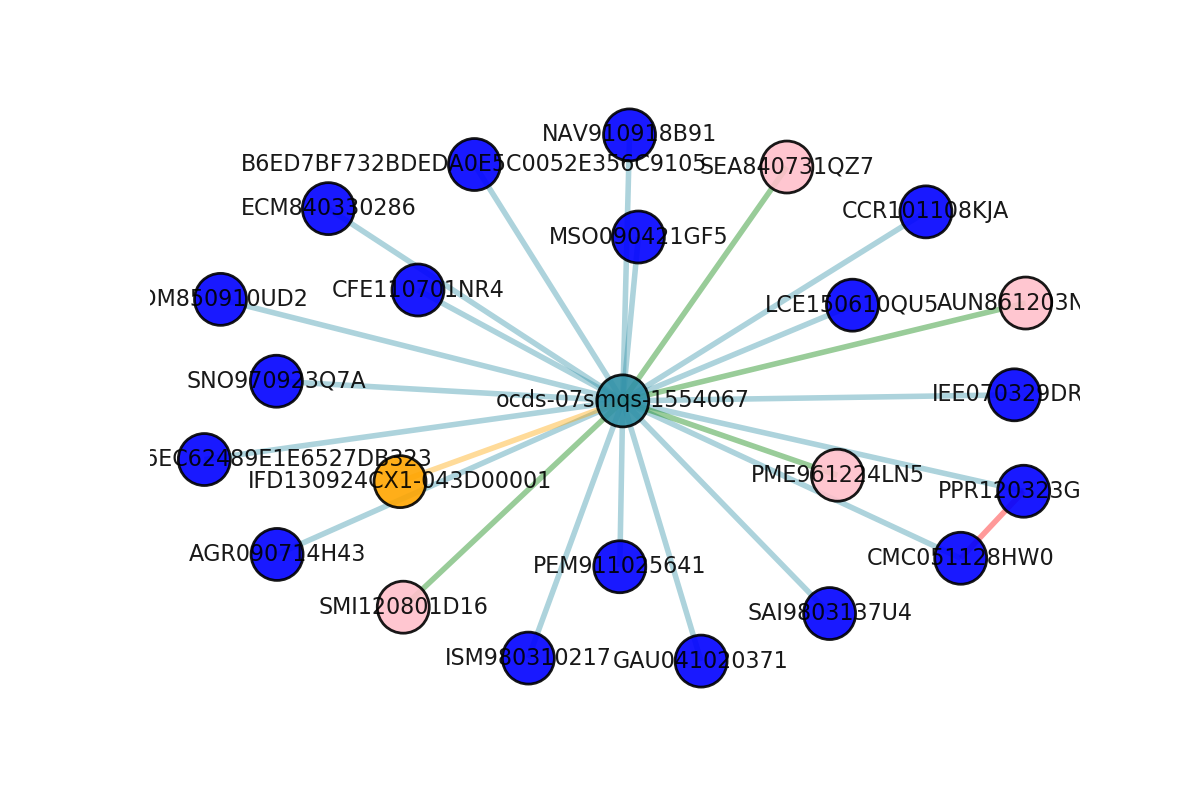 NAV910918B91
B6ED7BF732BDEDA0E5C0052E356C9105
SEA840731QZ7
ECM840330286
CCR101108KJA
MSO090421GF5
CFE110701NR4
DM850910UD2
LCE150610QU5
AUN861203N
SNO970923Q7A
IEE070329DR
ocds-07smqs-1554067
5EC62489E1E6527DB323
IFD130924CX1-043D00001
PME961224LN5
PPR120323G
AGR090714H43
CMC051128HW0
PEM911025641
SMI120801D16
SAI9803137U4
ISM980310217
GAU041020371